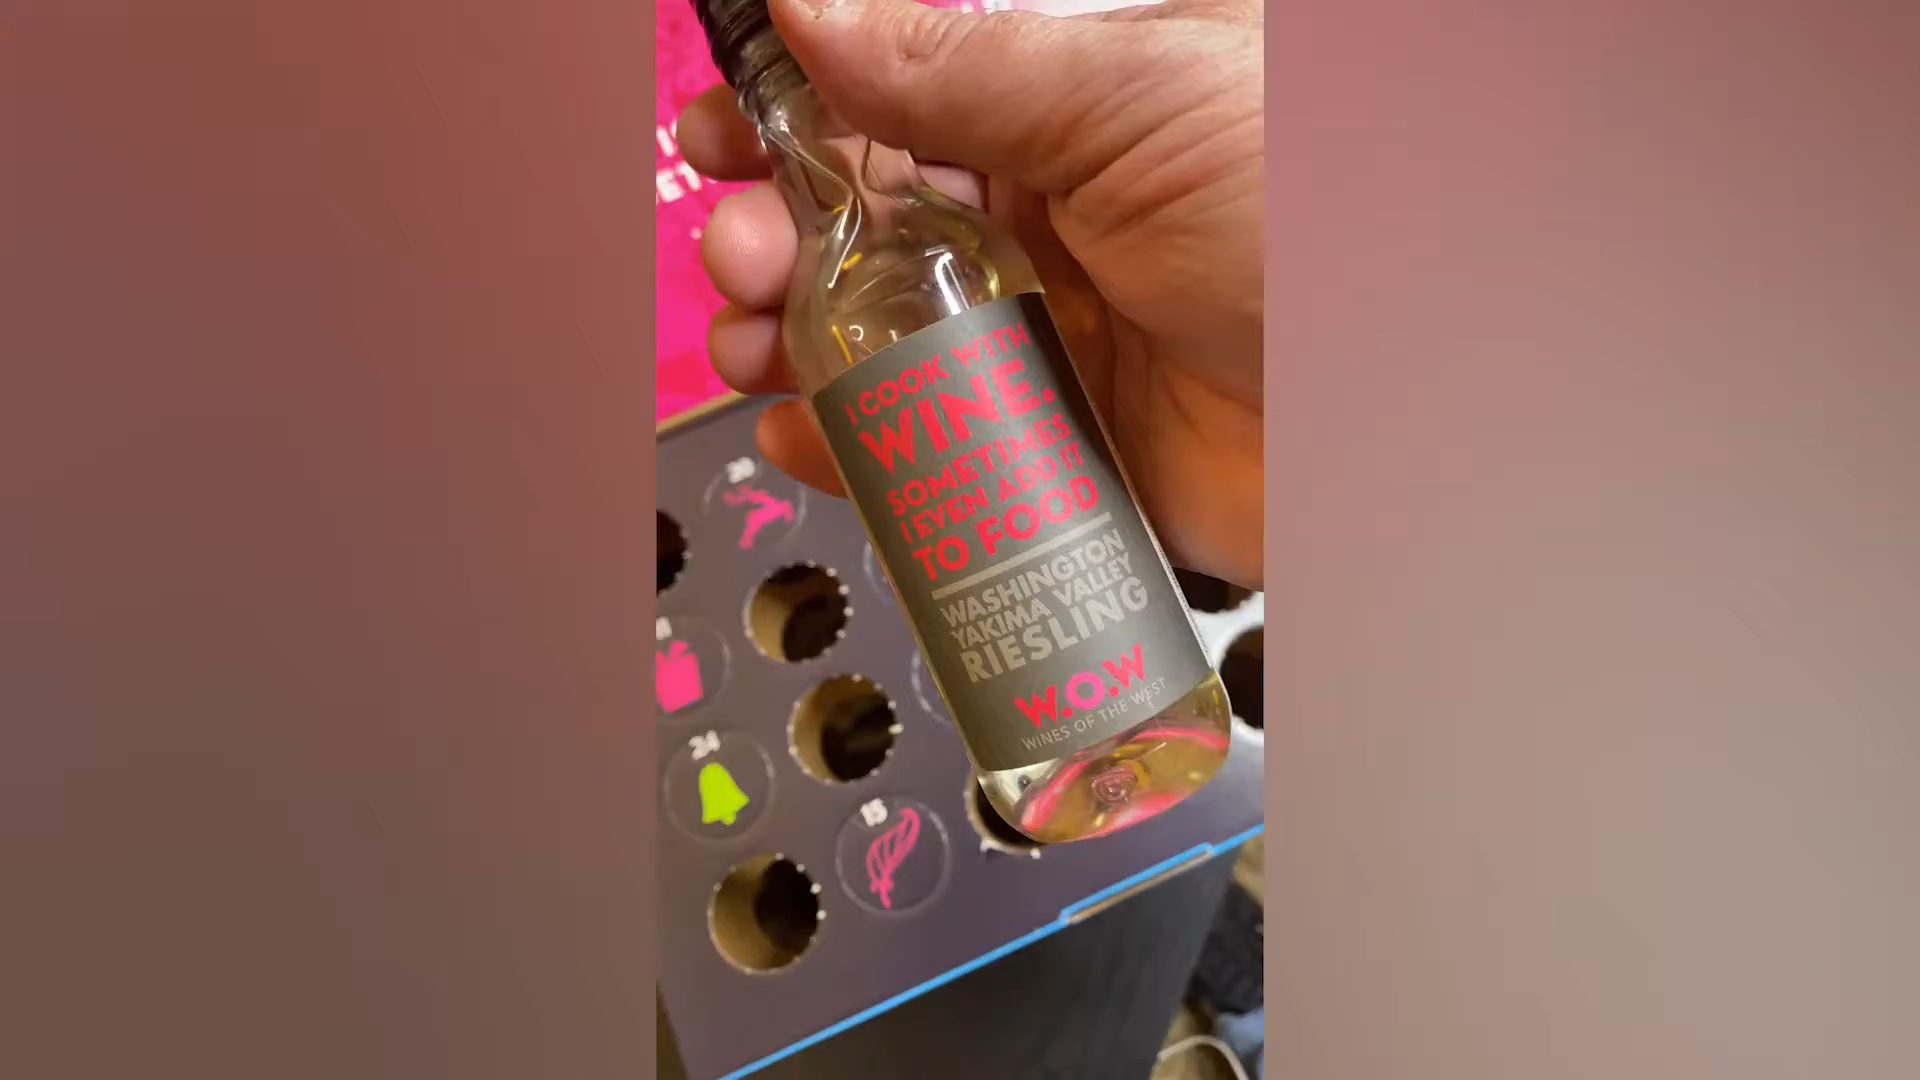 I COOK WITH
WINE.
SOMETIMES
I EVEN ADD IT
TO FOOD
WASHINGTON
YAKIMA VALLEY
RIESLING
W.O.W
WINES OF THE WEST
20
24
15